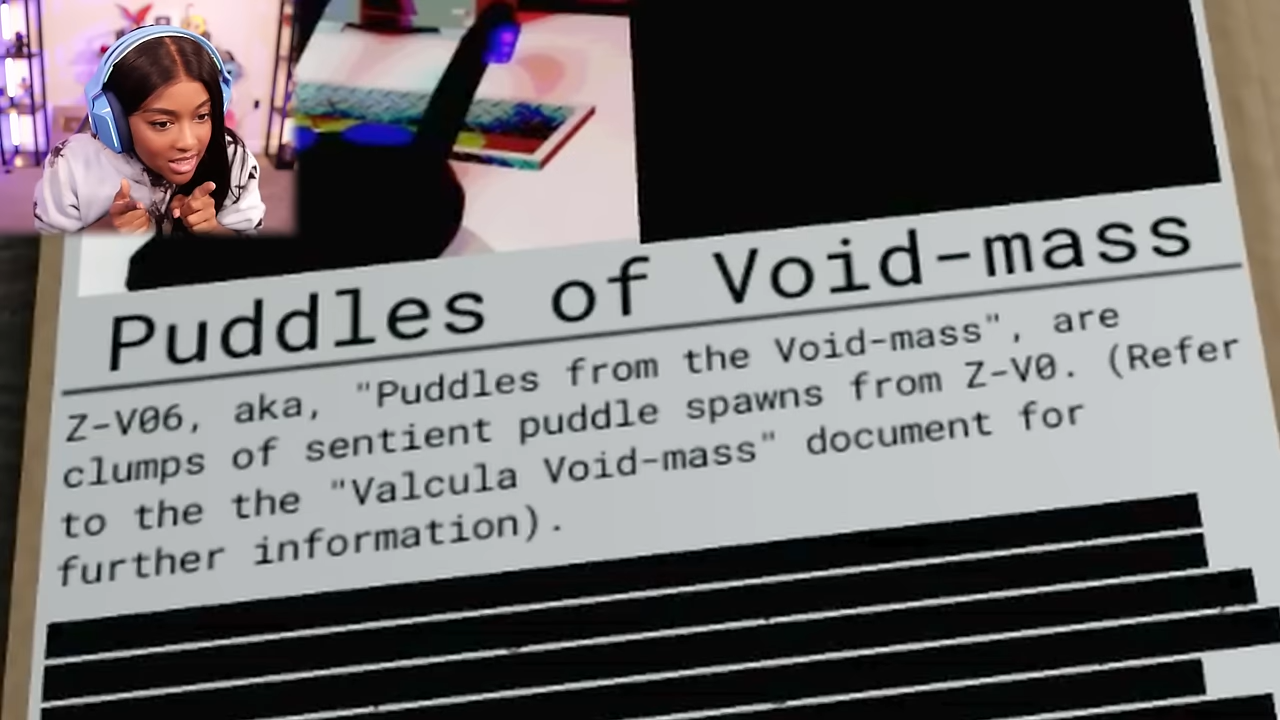 Puddles of Void-mass
Z-V06, aka, "Puddles from the Void-mass", are
clumps of sentient puddle spawns from Z-V0. (Refer
to the the "Valcula Void-mass" document for
further information).